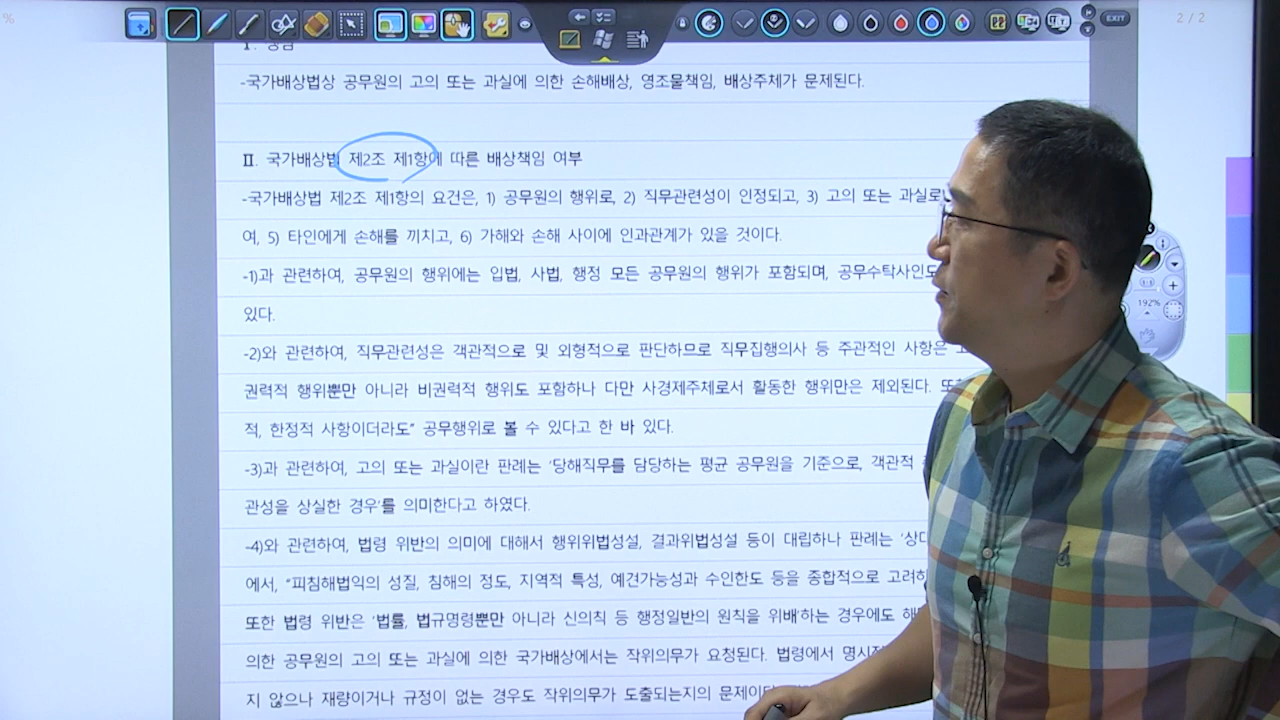 %
2 / 2
EXIT
-국가배상법상 공무원의 고의 또는 과실에 의한 손해배상, 영조물책임, 배상주체가 문제된다.
Ⅱ. 국가배상법 제2조 제1항에 따른 배상책임 여부
-국가배상법 제2조 제1항의 요건은, 1) 공무원의 행위로, 2) 직무관련성이 인정되고, 3) 고의 또는 과실로
여, 5) 타인에게 손해를 끼치고, 6) 가해와 손해 사이에 인과관계가 있을 것이다.
-1)과 관련하여, 공무원의 행위에는 입법, 사법, 행정 모든 공무원의 행위가 포함되며, 공무수탁사인도
있다.
192%
-2)와 관련하여, 직무관련성은 객관적으로 및 외형적으로 판단하므로 직무집행의사 등 주관적인 사항은
권력적 행위뿐만 아니라 비권력적 행위도 포함하나 다만 사경제주체로서 활동한 행위만은 제외된다.
적, 한정적 사항이더라도” 공무행위로 볼 수 있다고 한 바 있다.
-3)과 관련하여, 고의 또는 과실이란 판례는 ‘당해직무를 담당하는 평균 공무원을 기준으로, 객관적
관성을 상실한 경우’를 의미한다고 하였다.
-4)와 관련하여, 법령 위반의 의미에 대해서 행위위법성설, 결과위법성설 등이 대립하나 판례는
에서, “피침해법익의 성질, 침해의 정도, 지역적 특성, 예견가능성과 수인한도 등을 종합적으로
또한 법령 위반은 ‘법률, 법규명령뿐만 아니라 신의칙 등 행정일반의 원칙을 위배’하는 경우에도
의한 공무원의 고의 또는 과실에 의한 국가배상에서는 작위의무가 요청된다. 법령에서
지 않으나 재량이거나 규정이 없는 경우도 작위의무가 도출되는지의